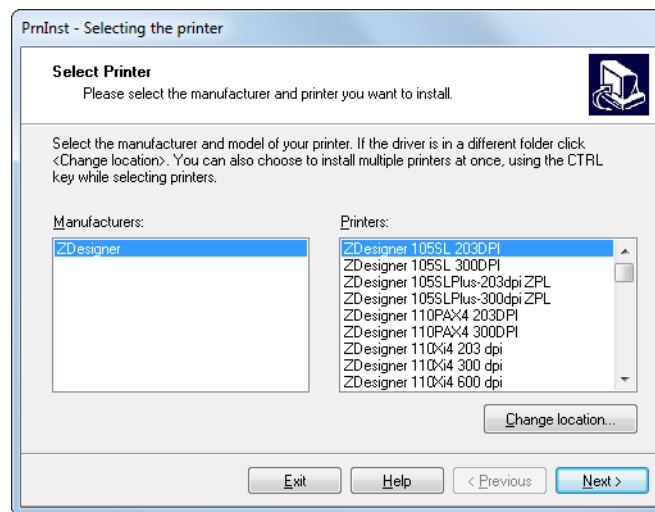 PrnInst - Selecting the printer
Select Printer
Please select the manufacturer and printer you want to install.
Select the manufacturer and model of your printer. If the driver is in a different folder click
<Change location>. You can also choose to install multiple printers at once, using the CTRL
key while selecting printers.
Manufacturers:
ZDesigner
Printers:
ZDesigner 105SL 203DPI
ZDesigner 105SL 300DPI
ZDesigner 105SLPlus-203dpi ZPL
ZDesigner 105SLPlus-300dpi ZPL
ZDesigner 110PAX4 203DPI
ZDesigner 110PAX4 300DPI
ZDesigner 110Xi4 203 dpi
ZDesigner 110Xi4 300 dpi
ZDesigner 110Xi4 600 dpi
Change location...
Exit
Help
< Previous
Next >